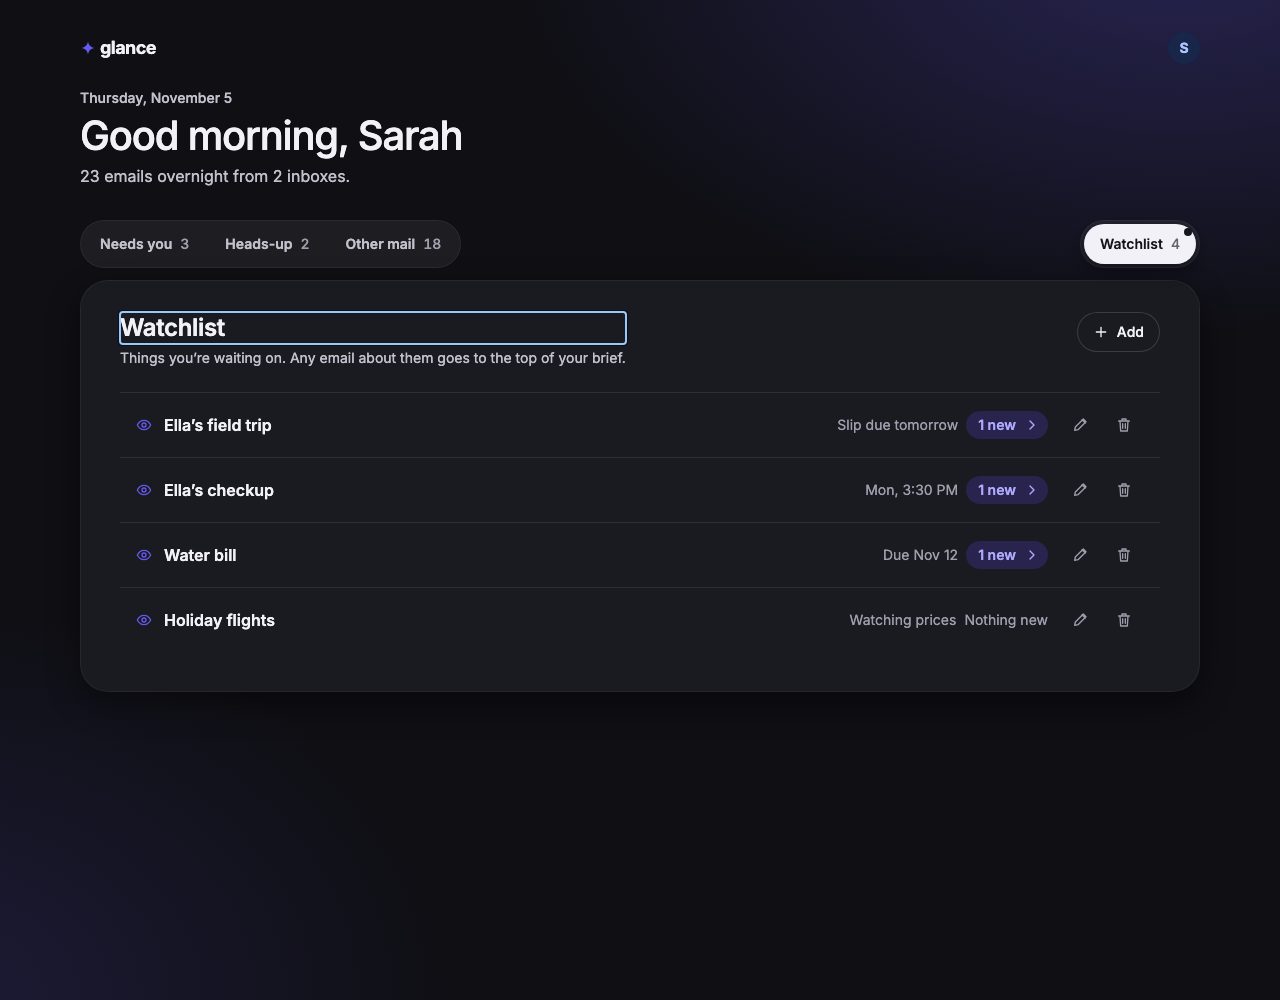 glance
S
Thursday, November 5
Good morning, Sarah
23 emails overnight from 2 inboxes.
Needs you 3 Heads-up 2 Other mail 18 Watchlist 4
Watchlist
Add
Things you’re waiting on. Any email about them goes to the top of your brief.
Ella’s field trip Slip due tomorrow 1 new
Ella’s checkup Mon, 3:30 PM 1 new
Water bill Due Nov 12 1 new
Holiday flights Watching prices Nothing new